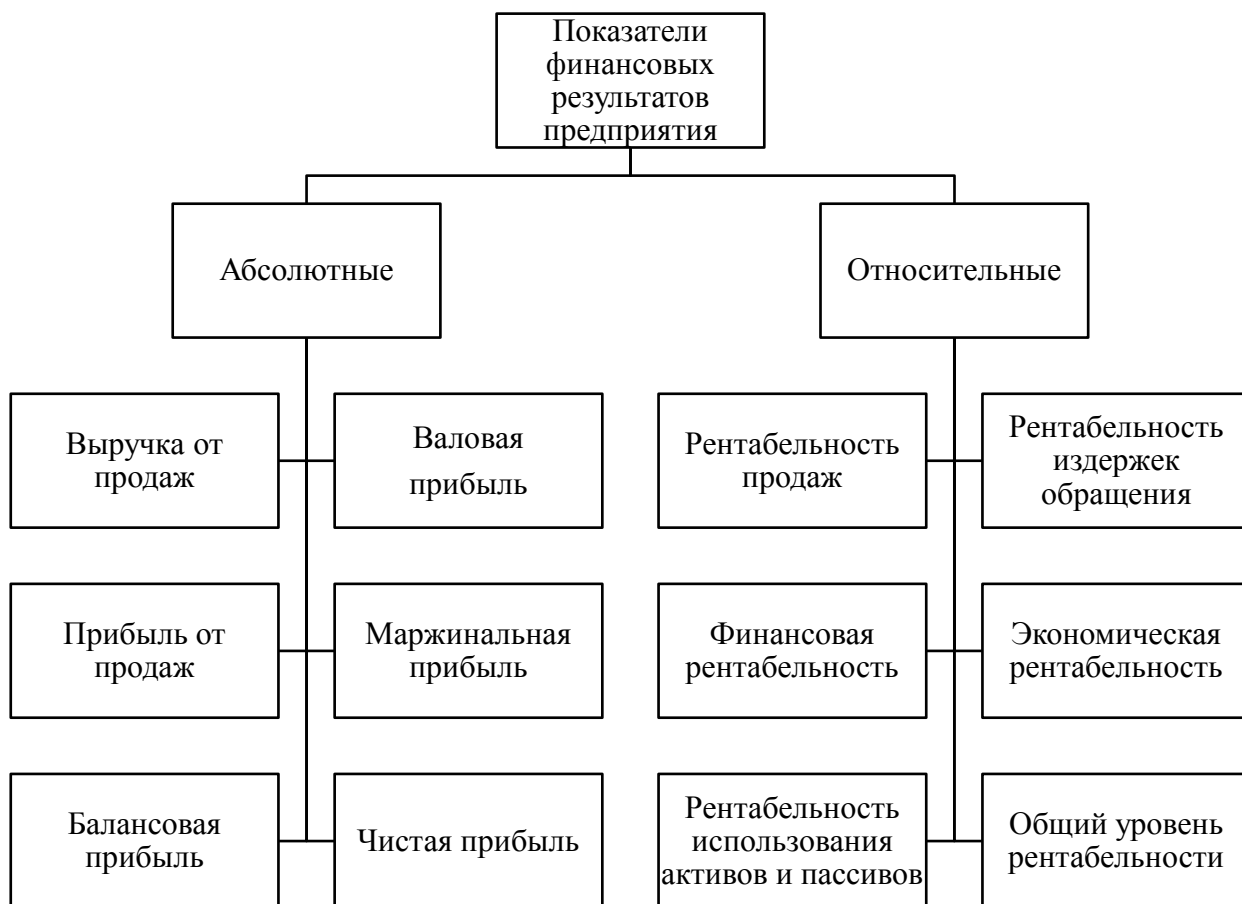 Показатели
финансовых
результатов
предприятия
Абсолютные
Относительные
Выручка от
продаж
Валовая
прибыль
Рентабельность
продаж
Рентабельность
издержек
обращения
Прибыль от
продаж
Маржинальная
прибыль
Финансовая
рентабельность
Экономическая
рентабельность
Балансовая
прибыль
Чистая прибыль
Рентабельность
использования
активов и пассивов
Общий уровень
рентабельности